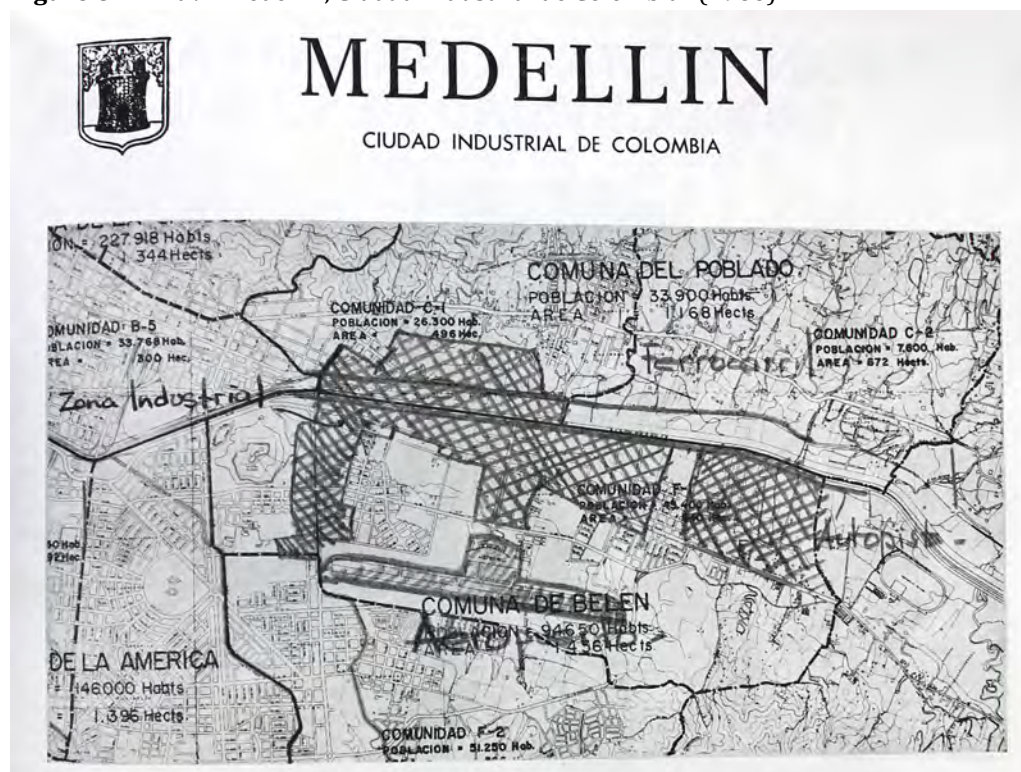 MEDELLIN
CIUDAD INDUSTRIAL DE COLOMBIA
= 227.918 Habts.
1.344 Hects
COMUNA DEL POBLADO
POBLACION = 33.900 Habts.
AREA = 1.168 Hects
COMUNIDAD C-1
POBLACION = 26.300 Hab.
AREA = 496 Hec.
COMUNIDAD C-2
POBLACION = 7.600 Hab.
AREA = 672 Hects.
OMUNIDAD B-5
BLACION = 33.768 Hab.
REA = 300 Hec.
Ferrocarril
Zona Industrial
COMUNIDAD F-
POBLACION =
AREA =
Autopista
COMUNA DE BELEN
POBLACION = 94.650 Habts.
AREA = 1.456 Hects
DE LA AMERICA
= 146.000 Habts
= 1.396 Hects.
COMUNIDAD F-2
POBLACION = 51.250 Hab.